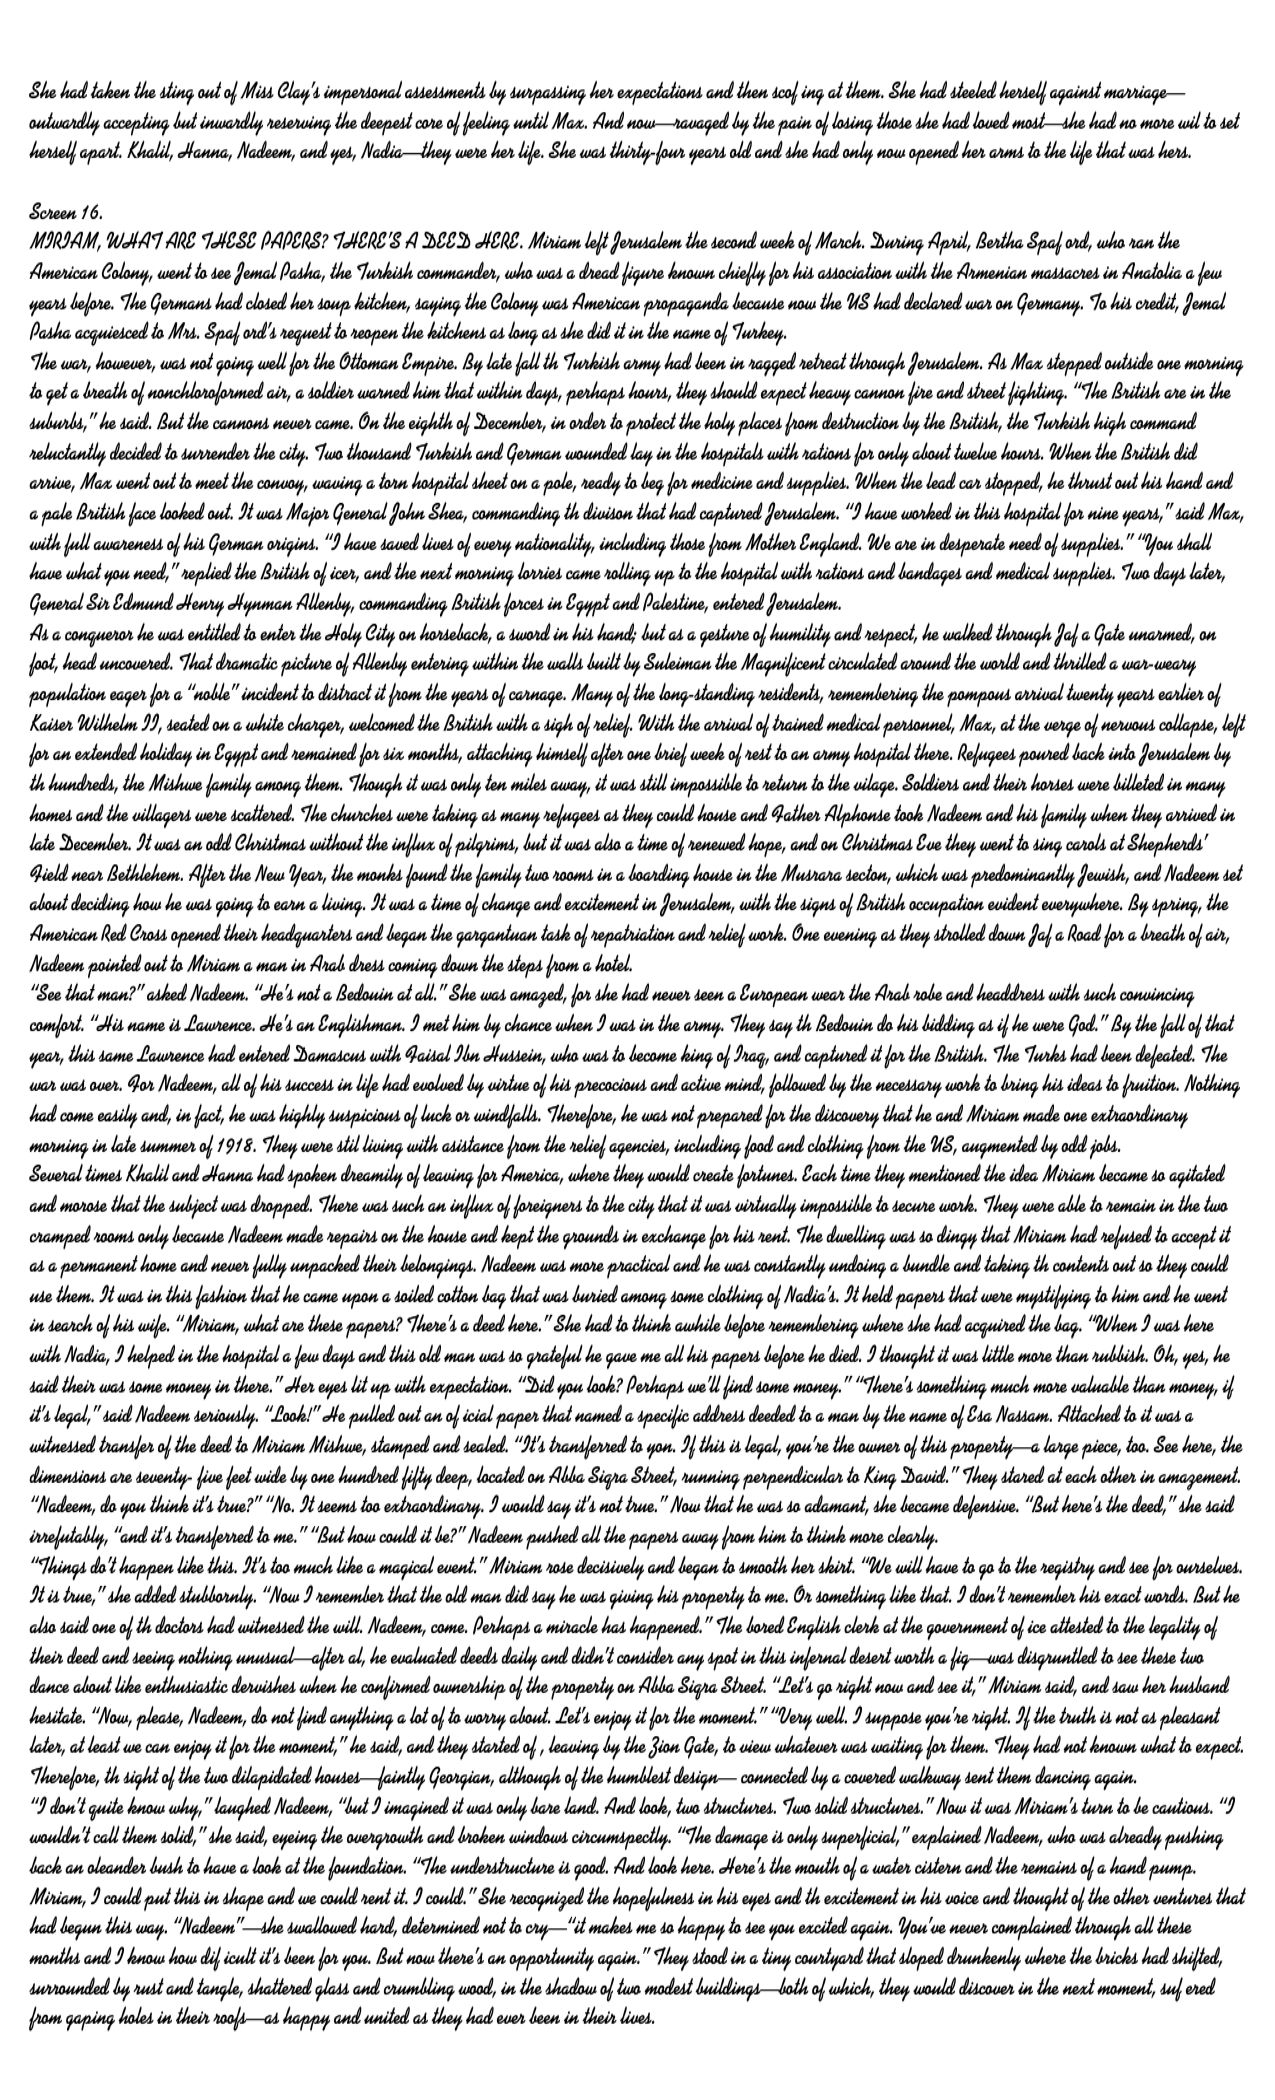 She had taken the sting out of Miss Clay's impersonal assessments by surpassing her expectations and then scof ing at them. She had steeled herself against marriage—
outwardly accepting but inwardly reserving the deepest core of feeling until Max. And now—ravaged by the pain of losing those she had loved most—she had no more wil to set
herself apart. Khalil, Hanna, Nadeem, and yes, Nadia—they were her life. She was thirty-four years old and she had only now opened her arms to the life that was hers.
Screen 16.
MIRIAM, WHAT ARE THESE PAPERS? THERE'S A DEED HERE. Miriam left Jerusalem the second week of March. During April, Bertha Spaf ord, who ran the
American Colony, went to see Jemal Pasha, the Turkish commander, who was a dread figure known chiefly for his association with the Armenian massacres in Anatolia a few
years before. The Germans had closed her soup kitchen, saying the Colony was American propaganda because now the US had declared war on Germany. To his credit, Jemal
Pasha acquiesced to Mrs. Spaf ord's request to reopen the kitchens as long as she did it in the name of Turkey.
The war, however, was not going well for the Ottoman Empire. By late fall th Turkish army had been in ragged retreat through Jerusalem. As Max stepped outside one morning
to get a breath of nonchloroformed air, a soldier warned him that within days, perhaps hours, they should expect heavy cannon fire and street fighting. “The British are in the
suburbs,” he said. But the cannons never came. On the eighth of December, in order to protect the holy places from destruction by the British, the Turkish high command
reluctantly decided to surrender the city. Two thousand Turkish and German wounded lay in the hospitals with rations for only about twelve hours. When the British did
arrive, Max went out to meet the convoy, waving a torn hospital sheet on a pole, ready to beg for medicine and supplies. When the lead car stopped, he thrust out his hand and
a pale British face looked out. It was Major General John Shea, commanding th divison that had captured Jerusalem. “I have worked in this hospital for nine years,” said Max,
with full awareness of his German origins. “I have saved lives of every nationality, including those from Mother England. We are in desperate need of supplies.” “You shall
have what you need,” replied the British of icer, and the next morning lorries came rolling up to the hospital with rations and bandages and medical supplies. Two days later,
General Sir Edmund Henry Hynman Allenby, commanding British forces in Egypt and Palestine, entered Jerusalem.
As a conqueror he was entitled to enter the Holy City on horseback, a sword in his hand; but as a gesture of humility and respect, he walked through Jaf a Gate unarmed, on
foot, head uncovered. That dramatic picture of Allenby entering within the walls built by Suleiman the Magnificent circulated around the world and thrilled a war-weary
population eager for a “noble” incident to distract it from the years of carnage. Many of the long-standing residents, remembering the pompous arrival twenty years earlier of
Kaiser Wilhelm II, seated on a white charger, welcomed the British with a sigh of relief. With the arrival of trained medical personnel, Max, at the verge of nervous collapse, left
for an extended holiday in Egypt and remained for six months, attaching himself after one brief week of rest to an army hospital there. Refugees poured back into Jerusalem by
th hundreds, the Mishwe family among them. Though it was only ten miles away, it was still impossible to return to the vilage. Soldiers and their horses were billeted in many
homes and the villagers were scattered. The churches were taking as many refugees as they could house and Father Alphonse took Nadeem and his family when they arrived in
late December. It was an odd Christmas without the influx of pilgrims, but it was also a time of renewed hope, and on Christmas Eve they went to sing carols at Shepherds'
Field near Bethlehem. After the New Year, the monks found the family two rooms in a boarding house in the Musrara secton, which was predominantly Jewish, and Nadeem set
about deciding how he was going to earn a living. It was a time of change and excitement in Jerusalem, with the signs of British occupation evident everywhere. By spring, the
American Red Cross opened their headquarters and began the gargantuan task of repatriation and relief work. One evening as they strolled down Jaf a Road for a breath of air,
Nadeem pointed out to Miriam a man in Arab dress coming down the steps from a hotel.
“See that man?” asked Nadeem. “He's not a Bedouin at all.” She was amazed, for she had never seen a European wear the Arab robe and headdress with such convincing
comfort. “His name is Lawrence. He's an Englishman. I met him by chance when I was in the army. They say th Bedouin do his bidding as if he were God.” By the fall of that
year, this same Lawrence had entered Damascus with Faisal Ibn Hussein, who was to become king of Iraq, and captured it for the British. The Turks had been defeated. The
war was over. For Nadeem, all of his success in life had evolved by virtue of his precocious and active mind, followed by the necessary work to bring his ideas to fruition. Nothing
had come easily and, in fact, he was highly suspicious of luck or windfalls. Therefore, he was not prepared for the discovery that he and Miriam made one extraordinary
morning in late summer of 1918. They were stil living with asistance from the relief agencies, including food and clothing from the US, augmented by odd jobs.
Several times Khalil and Hanna had spoken dreamily of leaving for America, where they would create fortunes. Each time they mentioned the idea Miriam became so agitated
and morose that the subject was dropped. There was such an influx of foreigners to the city that it was virtually impossible to secure work. They were able to remain in the two
cramped rooms only because Nadeem made repairs on the house and kept the grounds in exchange for his rent. The dwelling was so dingy that Miriam had refused to accept it
as a permanent home and never fully unpacked their belongings. Nadeem was more practical and he was constantly undoing a bundle and taking th contents out so they could
use them. It was in this fashion that he came upon a soiled cotton bag that was buried among some clothing of Nadia's. It held papers that were mystifying to him and he went
in search of his wife. “Miriam, what are these papers? There's a deed here.” She had to think awhile before remembering where she had acquired the bag. “When I was here
with Nadia, I helped in the hospital a few days and this old man was so grateful he gave me all his papers before he died. I thought it was little more than rubbish. Oh, yes, he
said their was some money in there.” Her eyes lit up with expectation. “Did you look? Perhaps we'll find some money.” “There's something much more valuable than money, if
it's legal,” said Nadeem seriously. “Look!” He pulled out an of icial paper that named a specific address deeded to a man by the name of Esa Nassam. Attached to it was a
witnessed transfer of the deed to Miriam Mishwe, stamped and sealed. “It's transferred to yon. If this is legal, you're the owner of this property—a large piece, too. See here, the
dimensions are seventy- five feet wide by one hundred fifty deep, located on Abba Siqra Street, running perpendicular to King David.” They stared at each other in amazement.
“Nadeem, do you think it's true?” “No. It seems too extraordinary. I would say it's not true.” Now that he was so adamant, she became defensive. “But here's the deed,” she said
irrefutably, “and it's transferred to me.” “But how could it be?” Nadeem pushed all the papers away from him to think more clearly.
“Things do't happen like this. It's too much like a magical event.” Miriam rose decisively and began to smooth her skirt. “We will have to go to the registry and see for ourselves.
It is true,” she added stubbornly. “Now I remember that the old man did say he was giving his property to me. Or something like that. I don't remember his exact words. But he
also said one of th doctors had witnessed the will. Nadeem, come. Perhaps a miracle has happened.” The bored English clerk at the government of ice attested to the legality of
their deed and seeing nothing unusual—after al, he evaluated deeds daily and didn't consider any spot in this infernal desert worth a fig—was disgruntled to see these two
dance about like enthusiastic dervishes when he confirmed ownership of the property on Abba Siqra Street. “Let's go right now and see it,” Miriam said, and saw her husband
hesitate. “Now, please, Nadeem, do not find anything a lot of to worry about. Let's enjoy it for the moment.” “Very well. I suppose you're right. If the truth is not as pleasant
later, at least we can enjoy it for the moment,” he said, and they started of , leaving by the Zion Gate, to view whatever was waiting for them. They had not known what to expect.
Therefore, th sight of the two dilapidated houses—faintly Georgian, although of the humblest design— connected by a covered walkway sent them dancing again.
“I don't quite know why,” laughed Nadeem, “but I imagined it was only bare land. And look, two structures. Two solid structures.” Now it was Miriam's turn to be cautious. “I
wouldn't call them solid,” she said, eyeing the overgrowth and broken windows circumspectly. “The damage is only superficial,” explained Nadeem, who was already pushing
back an oleander bush to have a look at the foundation. “The understructure is good. And look here. Here's the mouth of a water cistern and the remains of a hand pump.
Miriam, I could put this in shape and we could rent it. I could.” She recognized the hopefulness in his eyes and th excitement in his voice and thought of the other ventures that
had begun this way. “Nadeem”—she swallowed hard, determined not to cry—“it makes me so happy to see you excited again. You've never complained through all these
months and I know how dif icult it's been for you. But now there's an opportunity again.” They stood in a tiny courtyard that sloped drunkenly where the bricks had shifted,
surrounded by rust and tangle, shattered glass and crumbling wood, in the shadow of two modest buildings—both of which, they would discover in the next moment, suf ered
from gaping holes in their roofs—as happy and united as they had ever been in their lives.